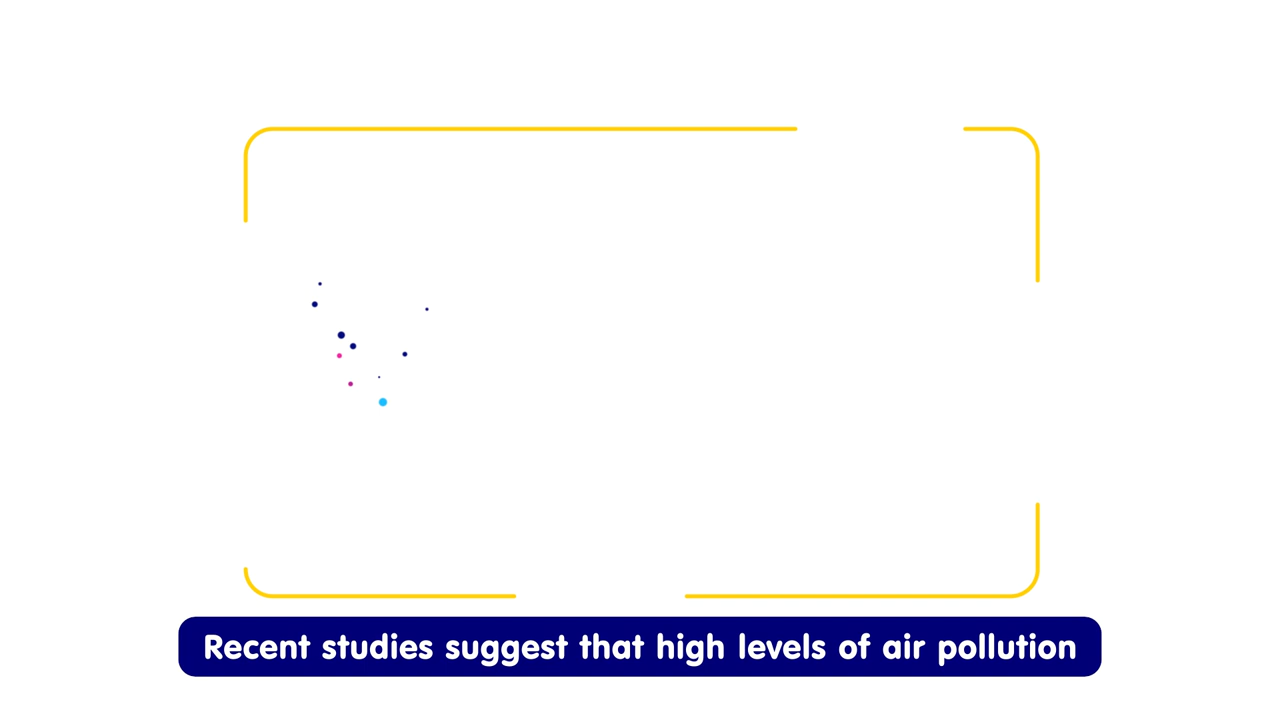 Recent studies suggest that high levels of air pollution